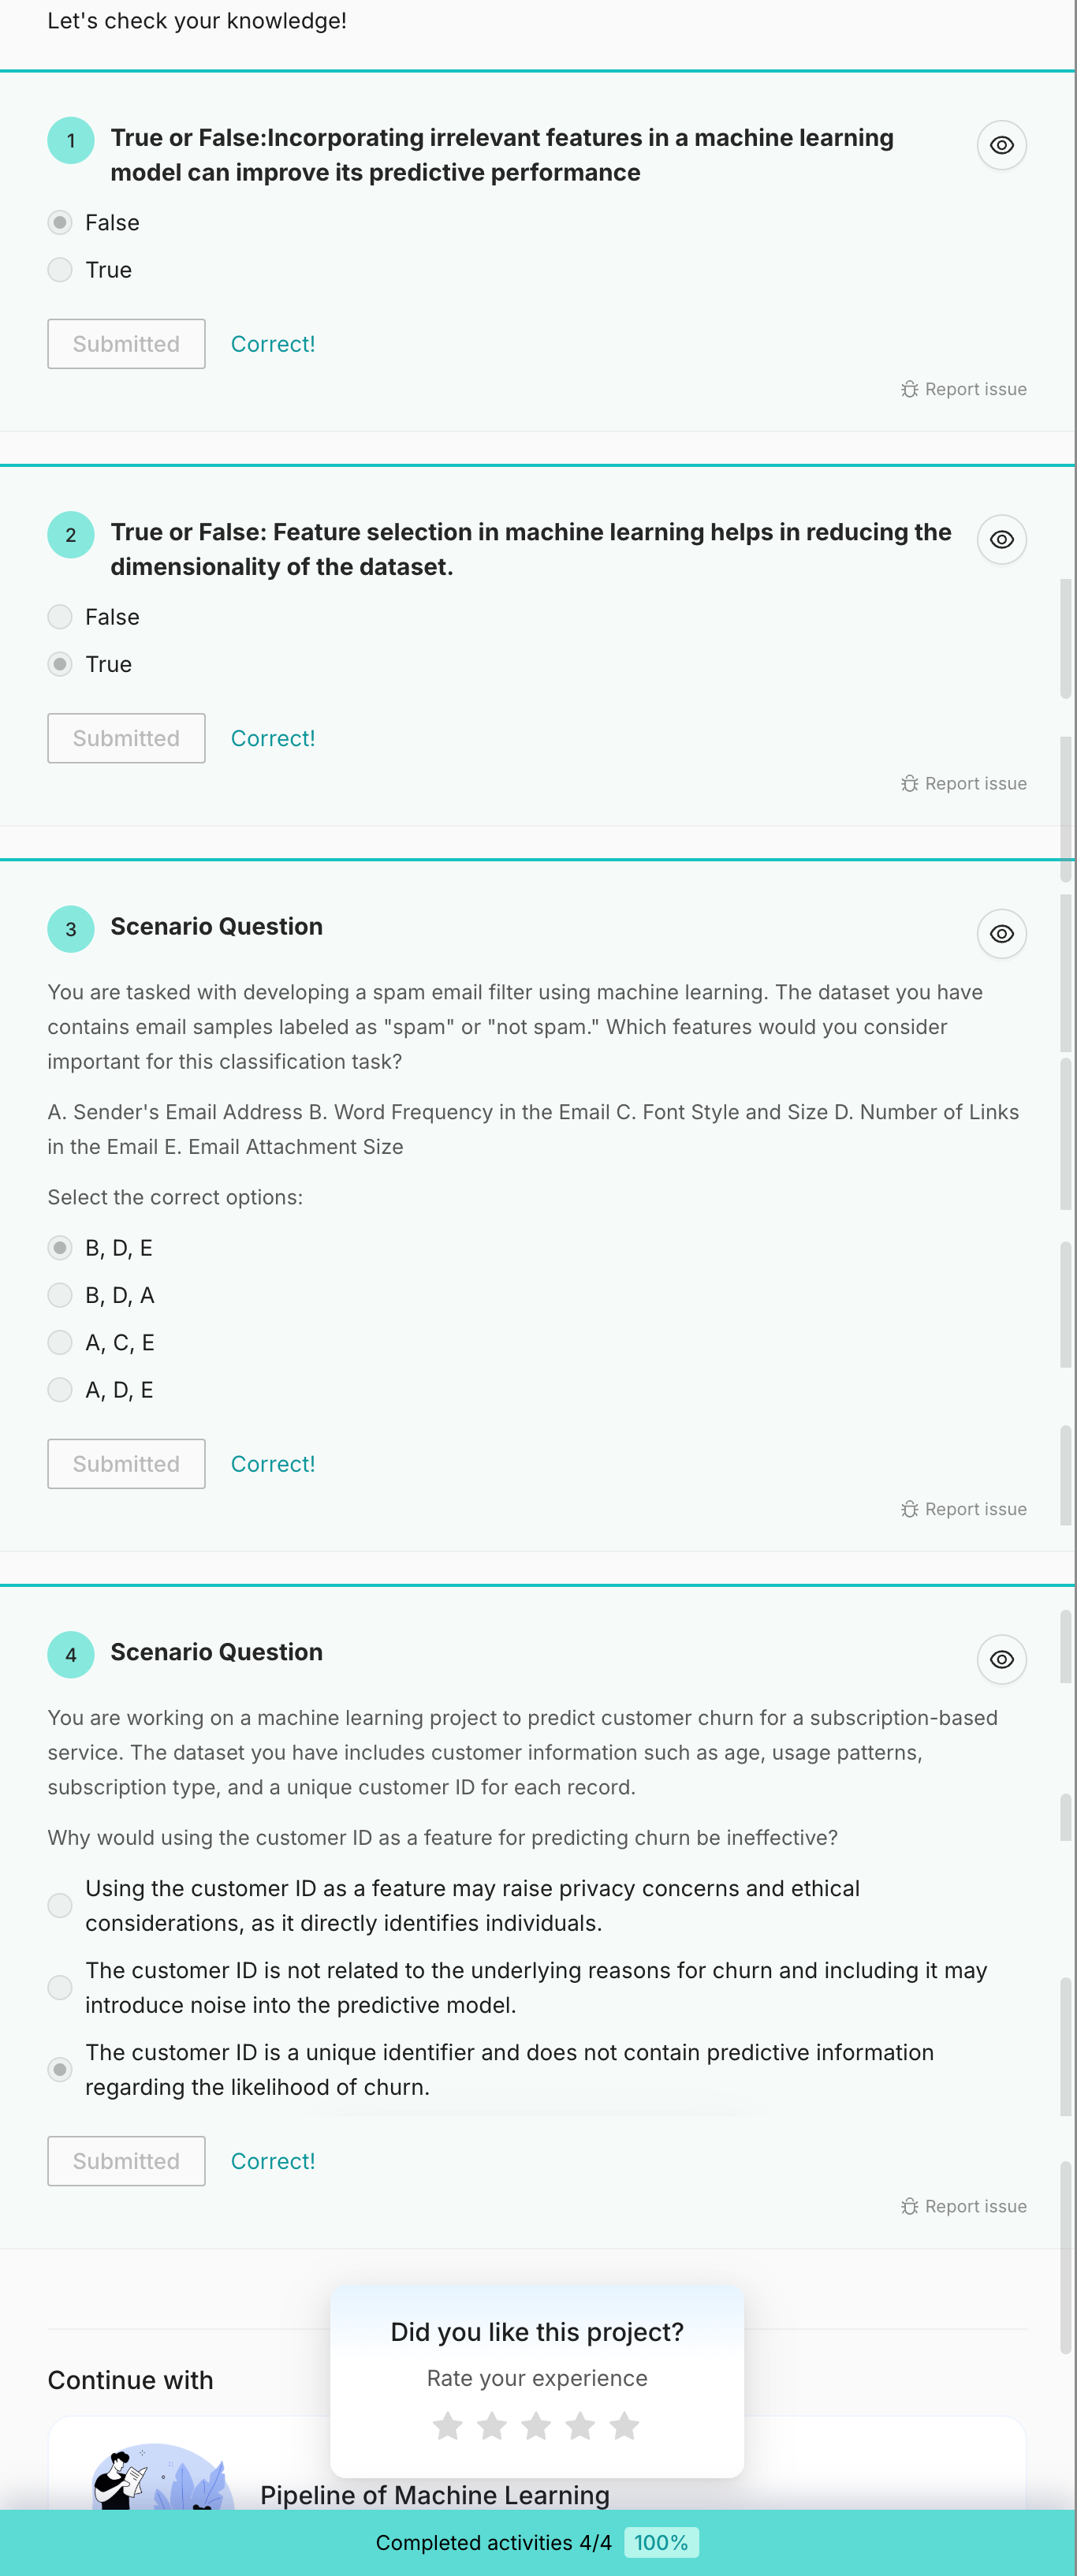 Let's check your knowledge!
1
True or False:Incorporating irrelevant features in a machine learning
model can improve its predictive performance
False
True
Submitted
Correct!
Report issue
2
True or False: Feature selection in machine learning helps in reducing the
dimensionality of the dataset.
False
True
Submitted
Correct!
Report issue
3
Scenario Question
You are tasked with developing a spam email filter using machine learning. The dataset you have
contains email samples labeled as "spam" or "not spam." Which features would you consider
important for this classification task?
A. Sender's Email Address B. Word Frequency in the Email C. Font Style and Size D. Number of Links
in the Email E. Email Attachment Size
Select the correct options:
B, D, E
B, D, A
A, C, E
A, D, E
Submitted
Correct!
Report issue
4
Scenario Question
You are working on a machine learning project to predict customer churn for a subscription-based
service. The dataset you have includes customer information such as age, usage patterns,
subscription type, and a unique customer ID for each record.
Why would using the customer ID as a feature for predicting churn be ineffective?
Using the customer ID as a feature may raise privacy concerns and ethical
considerations, as it directly identifies individuals.
The customer ID is not related to the underlying reasons for churn and including it may
introduce noise into the predictive model.
The customer ID is a unique identifier and does not contain predictive information
regarding the likelihood of churn.
Submitted
Correct!
Report issue
Did you like this project?
Rate your experience
Continue with
Pipeline of Machine Learning
Completed activities 4/4
100%